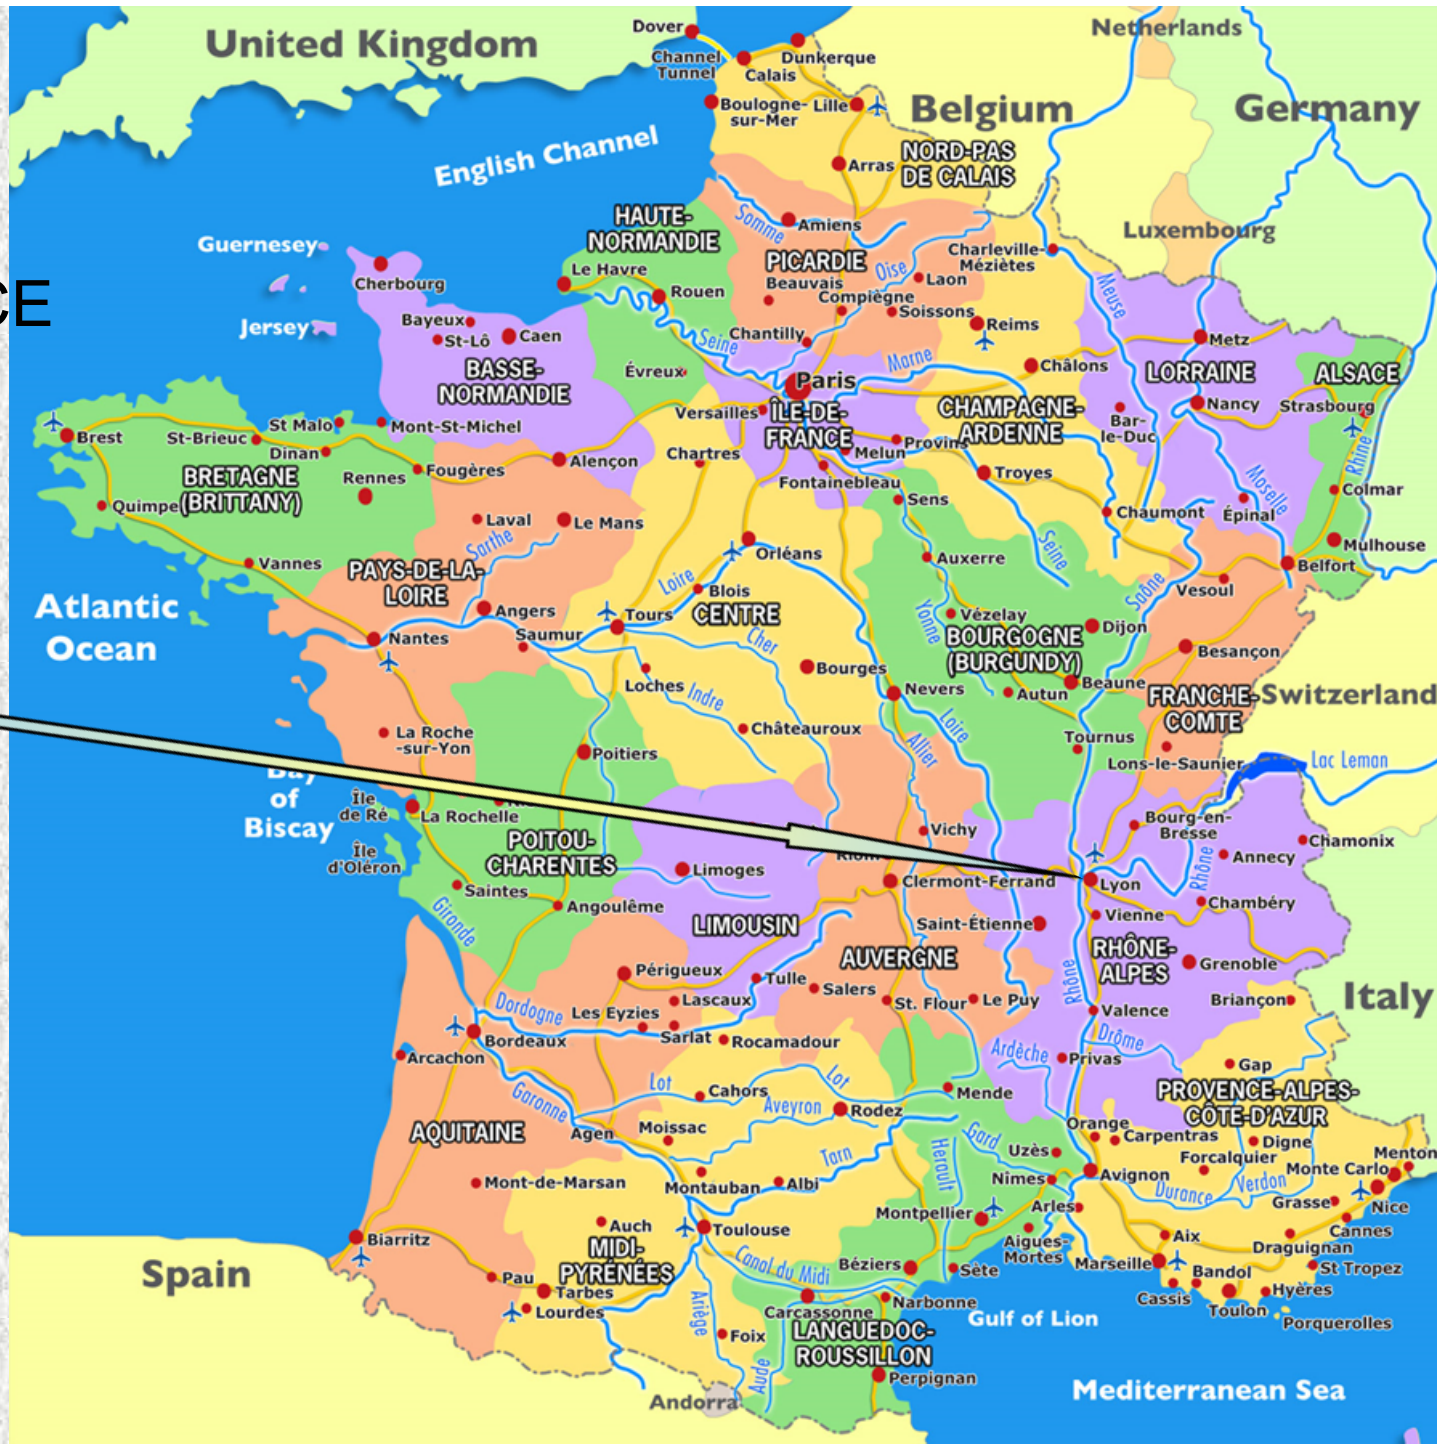 United Kingdom
Dover
Channel
Tunnel
Calais
Dunkerque
Netherlands
Boulogne-
sur-Mer
Lille
Belgium
Germany
English Channel
Arras
NORD-PAS
DE CALAIS
HAUTE-
NORMANDIE
Somme
Amiens
Luxembourg
Guernesey
Cherbourg
Le Havre
Rouen
PICARDIE
Beauvais
Oise
Laon
Charleville-
Méziètes
Compiègne
Soissons
Meuse
CE
Jersey
Bayeux
St-Lô
Caen
Chantilly
Seine
Reims
Metz
BASSE-
NORMANDIE
Évreux
Paris
Marne
Châlons
LORRAINE
ALSACE
Versailles
ÎLE-DE-
FRANCE
CHAMPAGNE-
ARDENNE
Bar-
le-Duc
Nancy
Strasbourg
Brest
St-Brieuc
St Malo
Mont-St-Michel
Dinan
Alençon
Chartres
Melun
Provins
Rhine
BRETAGNE
(BRITTANY)
Rennes
Fougères
Fontainebleau
Troyes
Moselle
Colmar
Quimpe
Laval
Le Mans
Sens
Chaumont
Épinal
Sarthe
Orléans
Auxerre
Seine
Mulhouse
Vannes
PAYS-DE-LA-
LOIRE
Loire
Blois
Belfort
Vesoul
Saône
Atlantic
Ocean
Angers
Tours
CENTRE
Yonne
Vézelay
Dijon
Nantes
Saumur
Cher
BOURGOGNE
(BURGUNDY)
Besançon
Loches
Indre
Bourges
Nevers
Autun
Beaune
FRANCHE-
COMTE
Switzerland
La Roche
-sur-Yon
Châteauroux
Loire
Tournus
Poitiers
Allier
Lons-le-Saunier
Lac Leman
Bay
of
Biscay
Île
de Ré
La Rochelle
Vichy
Bourg-en-
Bresse
Chamonix
POITOU-
CHARENTES
Île
d'Oléron
Limoges
Riom
Rhône
Annecy
Saintes
Clermont-Ferrand
Lyon
Angoulême
Chambéry
Gironde
LIMOUSIN
Saint-Étienne
Vienne
Périgueux
AUVERGNE
RHÔNE-
ALPES
Grenoble
Tulle
Salers
Rhône
Lascaux
St. Flour
Le Puy
Briançon
Italy
Dordogne
Les Eyzies
Valence
Bordeaux
Sarlat
Rocamadour
Drôme
Arcachon
Ardèche
Privas
Gap
Garonne
Lot
Cahors
Lot
Mende
PROVENCE-ALPES-
CÔTE-D'AZUR
Aveyron
Rodez
AQUITAINE
Agen
Moissac
Gard
Orange
Carpentras
Digne
Tarn
Herault
Uzès
Forcalquier
Menton
Mont-de-Marsan
Montauban
Albi
Nimes
Avignon
Durance
Verdon
Monte Carlo
Auch
Toulouse
Montpellier
Arles
Grasse
Nice
Biarritz
MIDI-
PYRÉNÉES
Aigues-
Mortes
Aix
Cannes
Draguignan
Spain
Canal du Midi
Béziers
Sète
Marseille
Bandol
St Tropez
Pau
Tarbes
Cassis
Hyères
Lourdes
Ariège
Carcassonne
Narbonne
Toulon
Gulf of Lion
Porquerolles
Foix
LANGUEDOC-
ROUSSILLON
Aude
Perpignan
Andorra
Mediterranean Sea